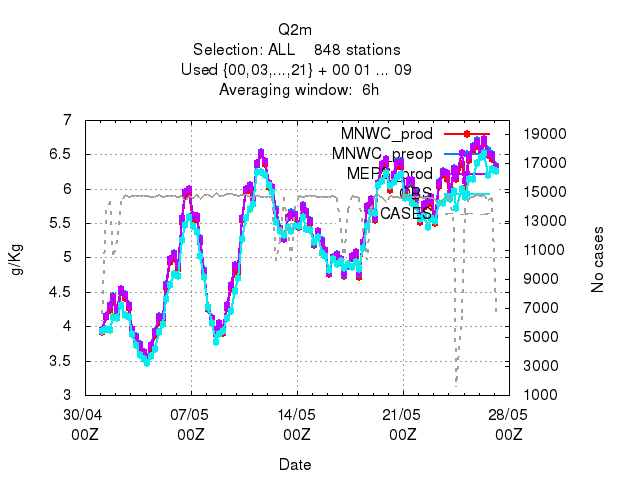 Q2m
Selection: ALL    848 stations
Used {00,03,...,21} + 00 01 ... 09
Averaging window:  6h
7
6.5
6
5.5
5
4.5
4
3.5
3
g/Kg
19000
17000
15000
13000
11000
9000
7000
5000
3000
1000
No cases
MNWC_prod
MNWC_preop
MEPS_prod
OBS
CASES
30/04 07/05 14/05 21/05 28/05
00Z 00Z 00Z 00Z 00Z
Date